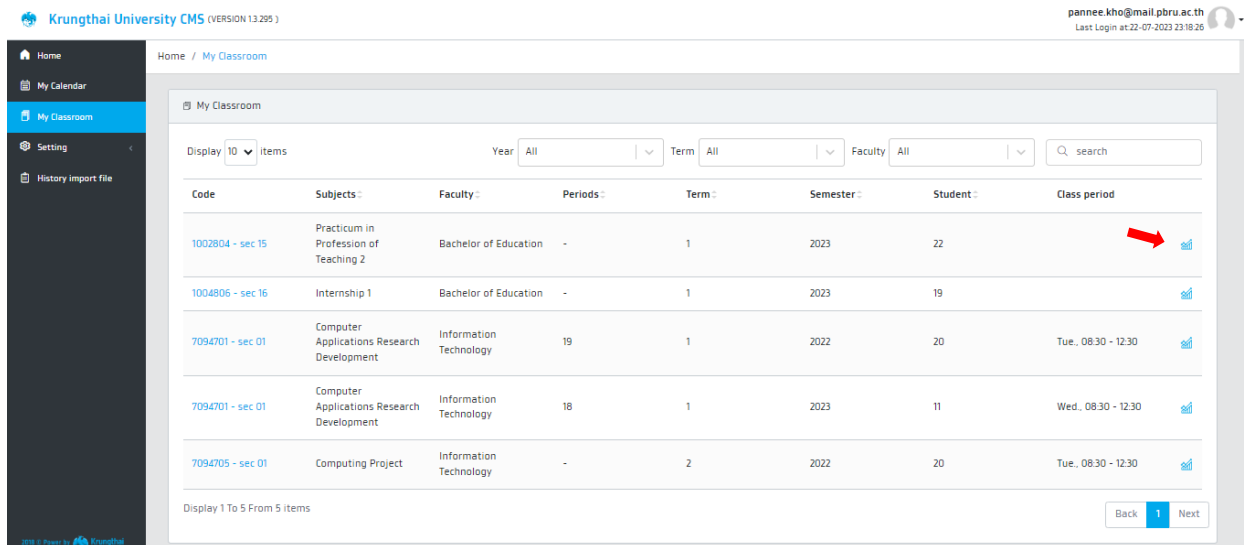 Krungthai University CMS (VERSION 1.3.295 )
pannee.kho@mail.pbru.ac.th
Last Login at:22-07-2023 23:18:26
Home
My Calendar
My Classroom
Setting
History import file
Home / My Classroom
My Classroom
Display 10 items Year All Term All Faculty All search
Code Subjects Faculty Periods Term Semester Student Class period
1002804 - sec 15 Practicum in Profession of Teaching 2 Bachelor of Education - 1 2023 22
1004806 - sec 16 Internship 1 Bachelor of Education - 1 2023 19
7094701 - sec 01 Computer Applications Research Development Information Technology 19 1 2022 20 Tue., 08:30 - 12:30
7094701 - sec 01 Computer Applications Research Development Information Technology 18 1 2023 11 Wed., 08:30 - 12:30
7094705 - sec 01 Computing Project Information Technology - 2 2022 20 Tue., 08:30 - 12:30
Display 1 To 5 From 5 items
Back 1 Next
2018 © Power by Krungthai